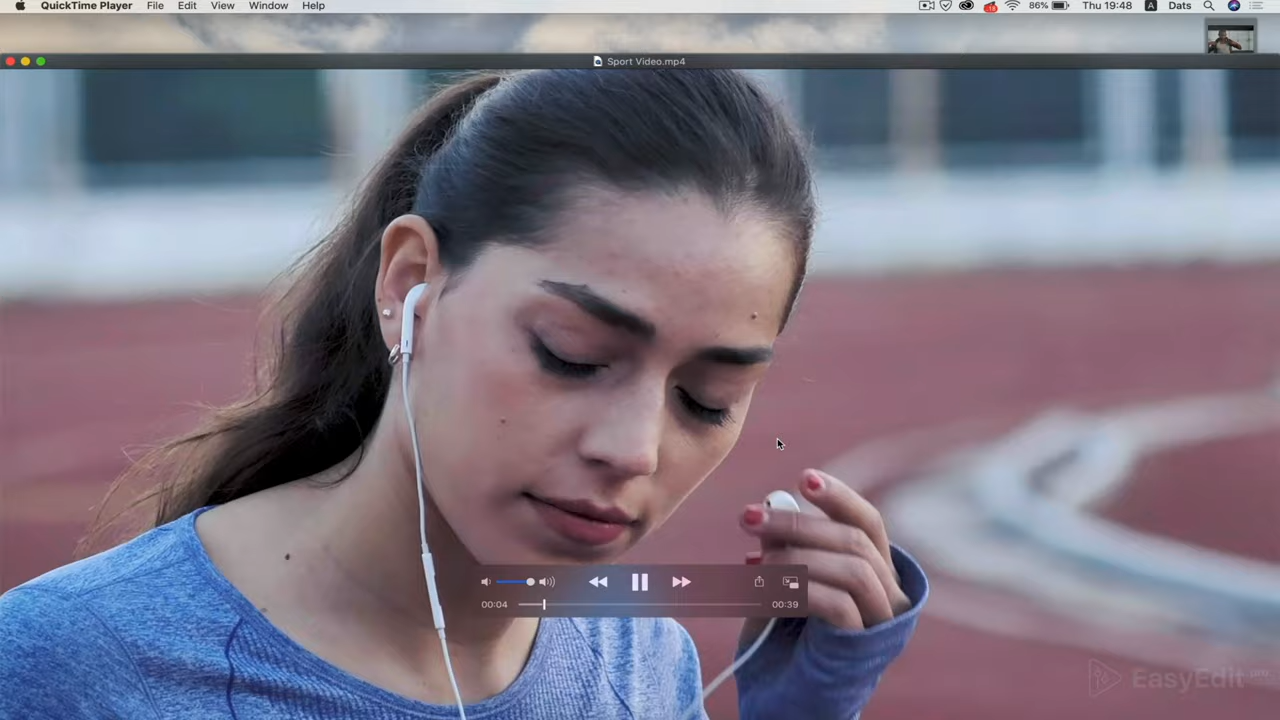 QuickTime Player File Edit View Window Help 86% Thu 19:48 A Dats
Sport Video.mp4
00:04 00:39
EasyEdit